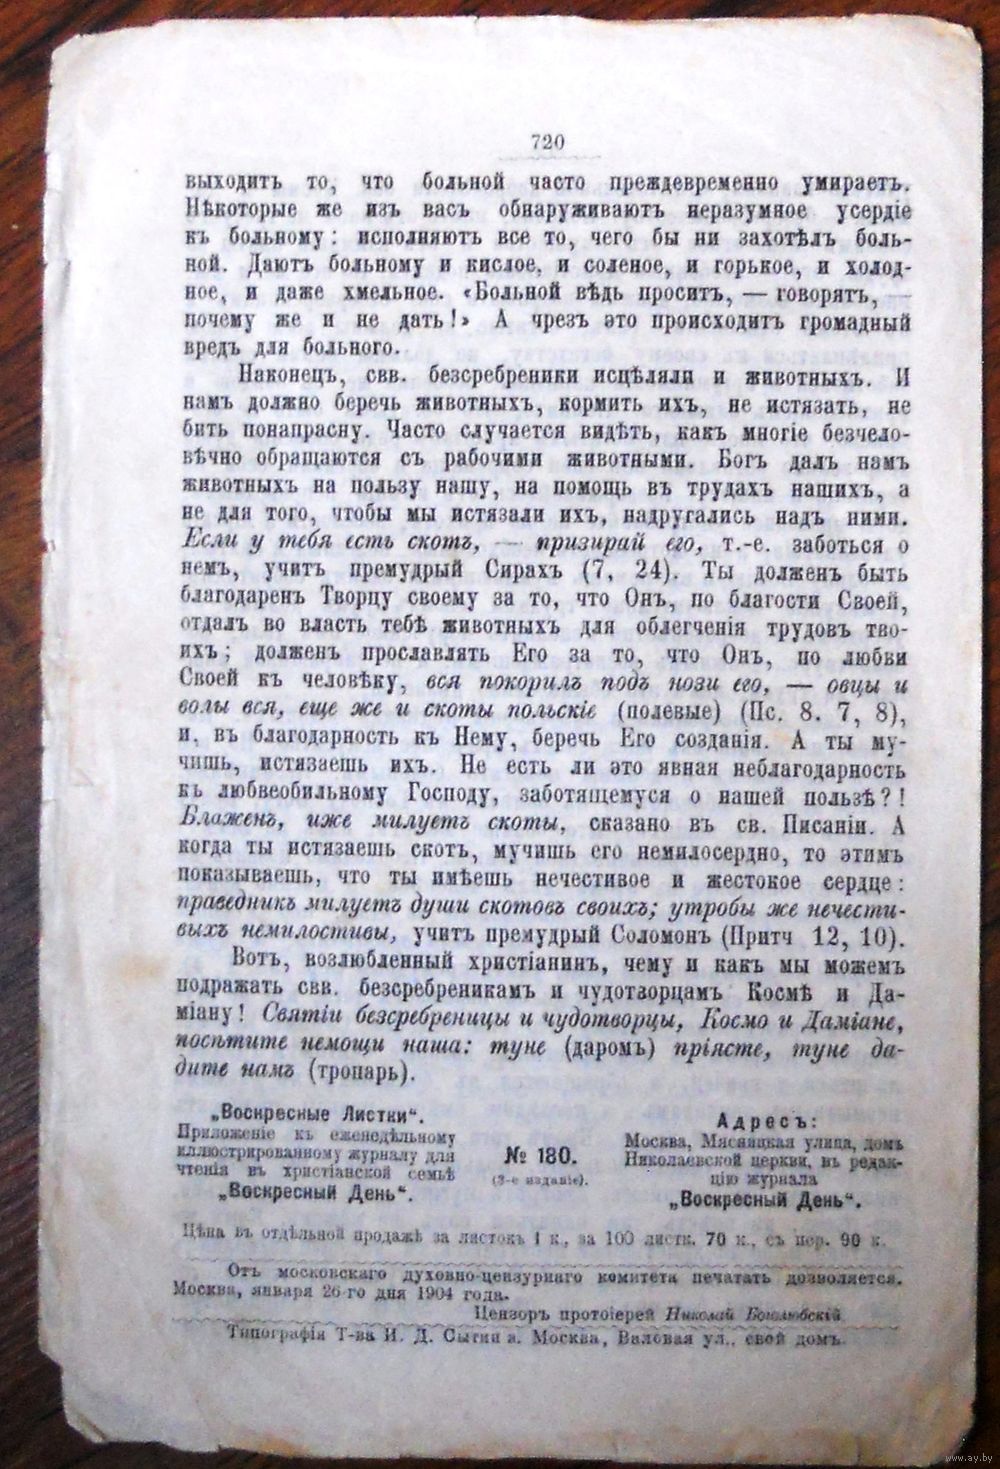 720
выходитъ то, что больной часто преждевременно умираетъ.
Нѣкоторые же изъ васъ обнаруживаютъ неразумное усердіе
къ больному: исполняютъ все то, чего бы ни захотѣлъ боль-
ной. Даютъ больному и кислое, и соленое, и горькое, и холод-
ное, и даже хмельное. «Больной вѣдь проситъ, — говорятъ, —
почему же и не дать!» А чрезъ это происходитъ громадный
вредъ для больного.
Наконецъ, свв. безсребреники исцѣляли и животныхъ. И
намъ должно беречь животныхъ, кормить ихъ, не истязать, не
бить понапрасну. Часто случается видѣть, какъ многіе безчело-
вѣчно обращаются съ рабочими животными. Богъ далъ намъ
животныхъ на пользу нашу, на помощь въ трудахъ нашихъ, а
не для того, чтобы мы истязали ихъ, надругались надъ ними.
Если у тебя есть скотъ, — призирай его, т.-е. заботься о
немъ, учитъ премудрый Сирахъ (7, 24). Ты долженъ быть
благодаренъ Творцу своему за то, что Онъ, по благости Своей,
отдалъ во власть тебѣ животныхъ для облегченія трудовъ тво-
ихъ; долженъ прославлять Его за то, что Онъ, по любви
Своей къ человѣку, вся покорилъ подъ нозѣ его, — овцы и
волы вся, еще же и скоты польскіе (полевые) (Пс. 8. 7, 8),
и, въ благодарность къ Нему, беречь Его созданія. А ты му-
чишь, истязаешь ихъ. Не есть ли это явная неблагодарность
къ любвеобильному Господу, заботящемуся о нашей пользѣ?!
Блаженъ, иже милуетъ скоты, сказано въ св. Писаніи. А
когда ты истязаешь скотъ, мучишь его немилосердно, то этимъ
показываешь, что ты имѣешь нечестивое и жестокое сердце:
праведникъ милуетъ души скотовъ своихъ; утробы же нечести-
выхъ немилостивы, учитъ премудрый Соломонъ (Притч 12, 10).
Вотъ, возлюбленный христіанинъ, чему и какъ мы можемъ
подражать свв. безсребреникамъ и чудотворцамъ Космѣ и Да-
міану! Святіи безсребреницы и чудотворцы, Космо и Даміане,
посѣтите немощи наша: туне (даромъ) пріясте, туне да-
дите намъ (тропарь).
„Воскресные Листки“.
Приложеніе къ еженедѣльному
иллюстрированному журналу для
чтенія въ христіанской семьѣ
„Воскресный День“.
№ 180.
(3-е изданіе).
Адресъ:
Москва, Мясницкая улица, домъ
Николаевской церкви, въ редак-
цію журнала
„Воскресный День“.
Цѣна въ отдѣльной продажѣ за листокъ 1 к., за 100 листк. 70 к., съ пер. 90 к.
Отъ московскаго духовно-цензурнаго комитета печатать дозволяется.
Москва, января 26-го дня 1904 года.
Цензоръ протоіерей Николай Боголюбскій
Типографія Т-ва И. Д. Сытина. Москва, Валовая ул., свой домъ.
www.ay.by